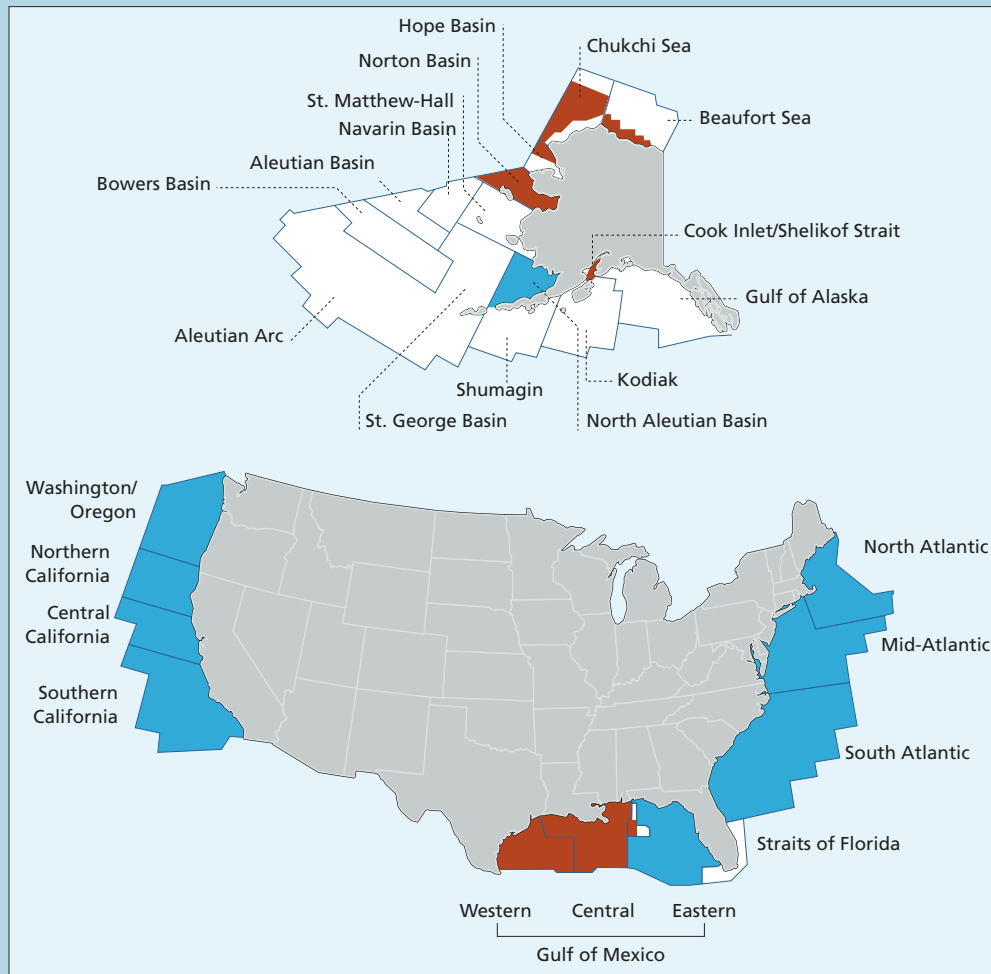 Hope Basin
Chukchi Sea
Norton Basin
St. Matthew-Hall
Navarin Basin
Beaufort Sea
Aleutian Basin
Bowers Basin
Cook Inlet/Shelikof Strait
Gulf of Alaska
Aleutian Arc
Kodiak
Shumagin
St. George Basin
North Aleutian Basin
Washington/
Oregon
Northern
California
Central
California
Southern
California
North Atlantic
Mid-Atlantic
South Atlantic
Straits of Florida
Western
Central
Eastern
Gulf of Mexico